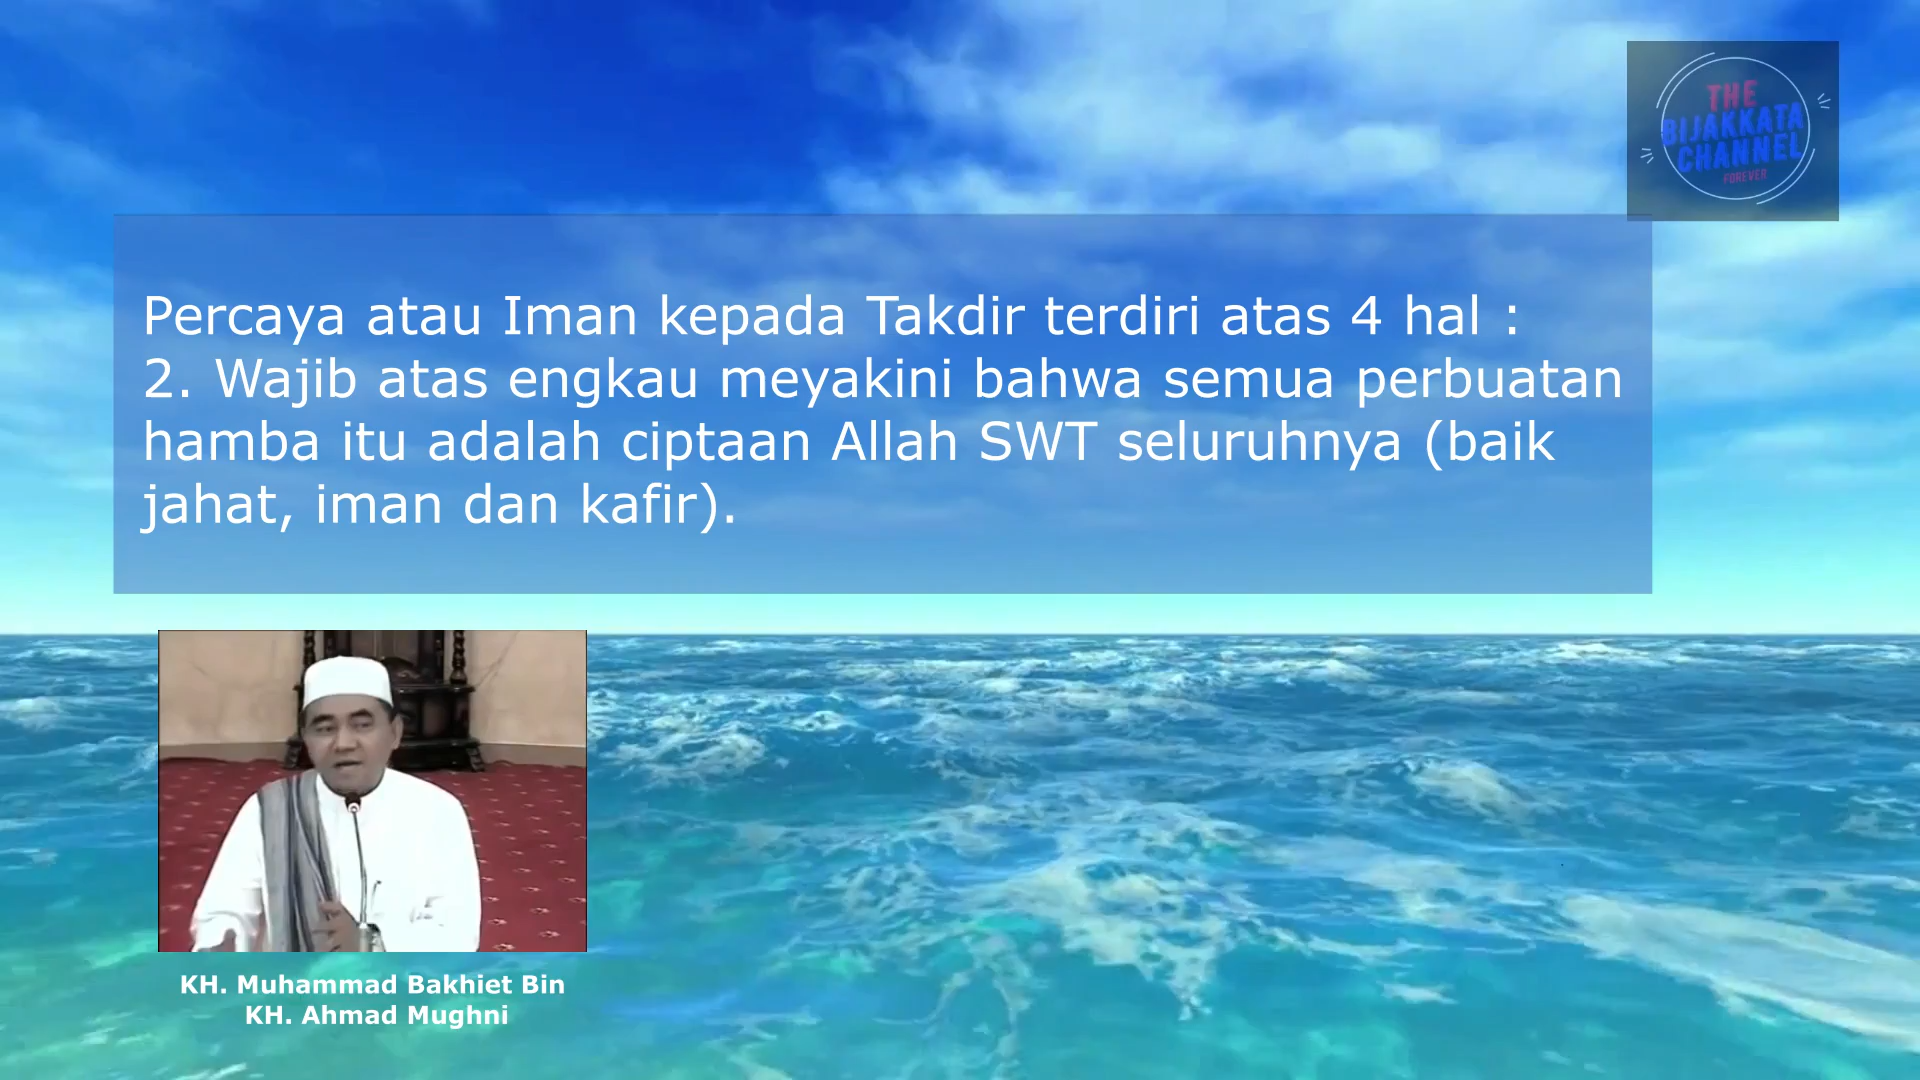 THE
BIJAKKATA
CHANNEL
FOREVER
Percaya atau Iman kepada Takdir terdiri atas 4 hal :
2. Wajib atas engkau meyakini bahwa semua perbuatan
hamba itu adalah ciptaan Allah SWT seluruhnya (baik
jahat, iman dan kafir).
KH. Muhammad Bakhiet Bin
KH. Ahmad Mughni